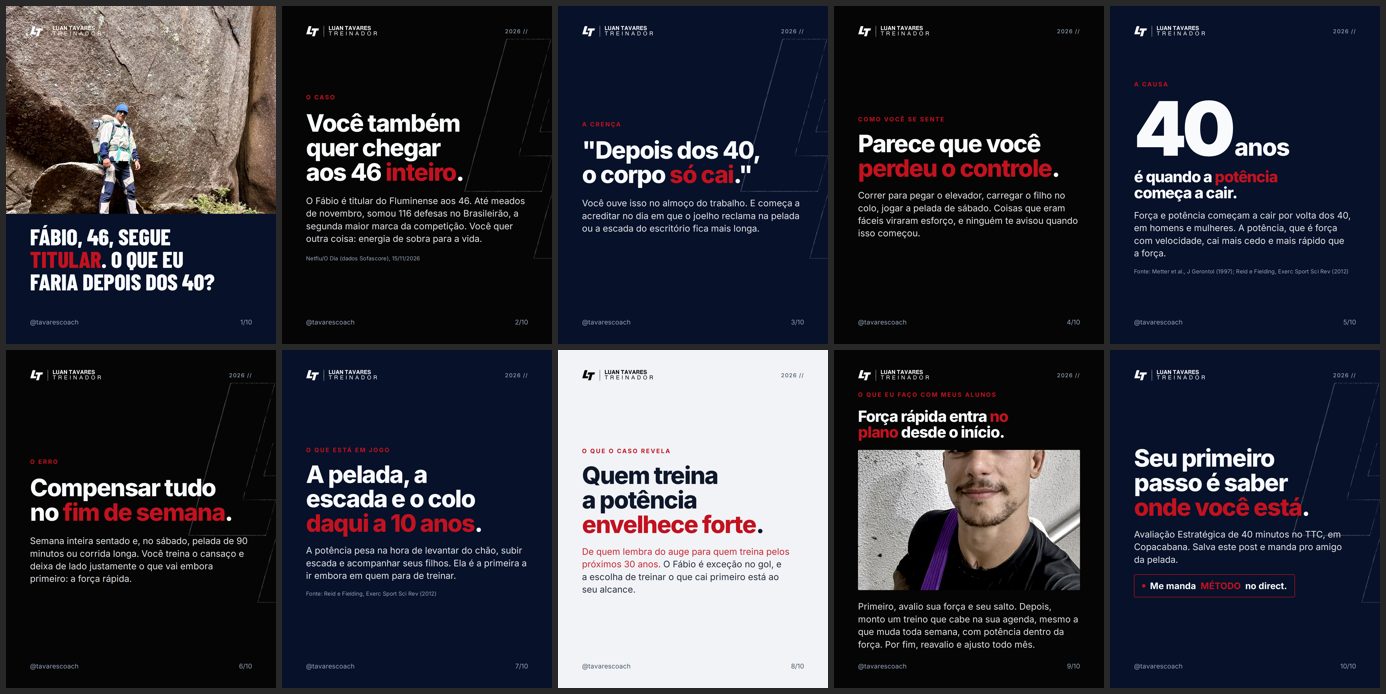 LT LUAN TAVARES
TREINADOR
FÁBIO, 46, SEGUE
TITULAR. O QUE EU
FARIA DEPOIS DOS 40?
@tavarescoach 1/10
LT LUAN TAVARES
TREINADOR
2026 //
O CASO
Você também
quer chegar
aos 46 inteiro.
O Fábio é titular do Fluminense aos 46. Até meados
de novembro, somou 116 defesas no Brasileirão, a
segunda maior marca da competição. Você quer
outra coisa: energia de sobra para a vida.
Netflu/O Dia (dados Sofascore), 15/11/2026
@tavarescoach 2/10
LT LUAN TAVARES
TREINADOR
2026 //
A CRENÇA
"Depois dos 40,
o corpo só cai."
Você ouve isso no almoço do trabalho. E começa a
acreditar no dia em que o joelho reclama na pelada
ou a escada do escritório fica mais longa.
@tavarescoach 3/10
LT LUAN TAVARES
TREINADOR
2026 //
COMO VOCÊ SE SENTE
Parece que você
perdeu o controle.
Correr para pegar o elevador, carregar o filho no
colo, jogar a pelada de sábado. Coisas que eram
fáceis viraram esforço, e ninguém te avisou quando
isso começou.
@tavarescoach 4/10
LT LUAN TAVARES
TREINADOR
2026 //
A CAUSA
40 anos
é quando a potência
começa a cair.
Força e potência começam a cair por volta dos 40,
em homens e mulheres. A potência, que é força
com velocidade, cai mais cedo e mais rápido que
a força.
Fonte: Metter et al., J Gerontol (1997); Reid e Fielding, Exerc Sport Sci Rev (2012)
@tavarescoach 5/10
LT LUAN TAVARES
TREINADOR
2026 //
O ERRO
Compensar tudo
no fim de semana.
Semana inteira sentado e, no sábado, pelada de 90
minutos ou corrida longa. Você treina o cansaço e
deixa de lado justamente o que vai embora
primeiro: a força rápida.
@tavarescoach 6/10
LT LUAN TAVARES
TREINADOR
2026 //
O QUE ESTÁ EM JOGO
A pelada, a
escada e o colo
daqui a 10 anos.
A potência pesa na hora de levantar do chão, subir
escada e acompanhar seus filhos. Ela é a primeira a
ir embora em quem para de treinar.
Fonte: Reid e Fielding, Exerc Sport Sci Rev (2012)
@tavarescoach 7/10
LT LUAN TAVARES
TREINADOR
2026 //
O QUE O CASO REVELA
Quem treina
a potência
envelhece forte.
De quem lembra do auge para quem treina pelos
próximos 30 anos. O Fábio é exceção no gol, e
a escolha de treinar o que cai primeiro está ao
seu alcance.
@tavarescoach 8/10
LT LUAN TAVARES
TREINADOR
2026 //
O QUE EU FAÇO COM MEUS ALUNOS
Força rápida entra no
plano desde o início.
Primeiro, avalio sua força e seu salto. Depois,
monto um treino que cabe na sua agenda, mesmo a
que muda toda semana, com potência dentro da
força. Por fim, reavalio e ajusto todo mês.
@tavarescoach 9/10
LT LUAN TAVARES
TREINADOR
2026 //
Seu primeiro
passo é saber
onde você está.
Avaliação Estratégica de 40 minutos no TTC, em
Copacabana. Salva este post e manda pro amigo
da pelada.
Me manda MÉTODO no direct.
@tavarescoach 10/10